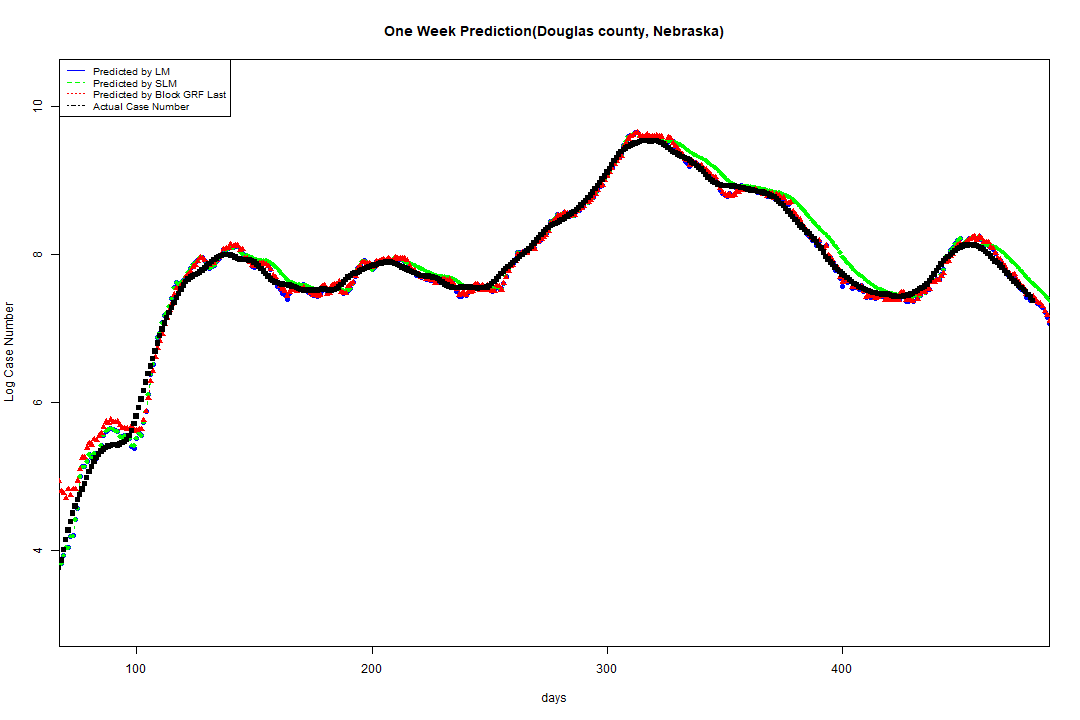 One Week Prediction(Douglas county, Nebraska)
Predicted by LM
Predicted by SLM
Predicted by Block GRF Last
Actual Case Number
10
8
6
4
Log Case Number
100
200
300
400
days